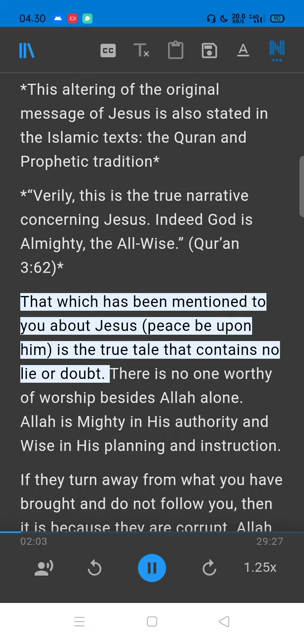 04.30
20.0
KB/S
CC
*This altering of the original
message of Jesus is also stated in
the Islamic texts: the Quran and
Prophetic tradition*
*“Verily, this is the true narrative
concerning Jesus. Indeed God is
Almighty, the All-Wise.” (Qur’an
3:62)*
That which has been mentioned to
you about Jesus (peace be upon
him) is the true tale that contains no
lie or doubt. There is no one worthy
of worship besides Allah alone.
Allah is Mighty in His authority and
Wise in His planning and instruction.
If they turn away from what you have
brought and do not follow you, then
it is because they are corrupt. Allah
02:03
29:27
1.25x